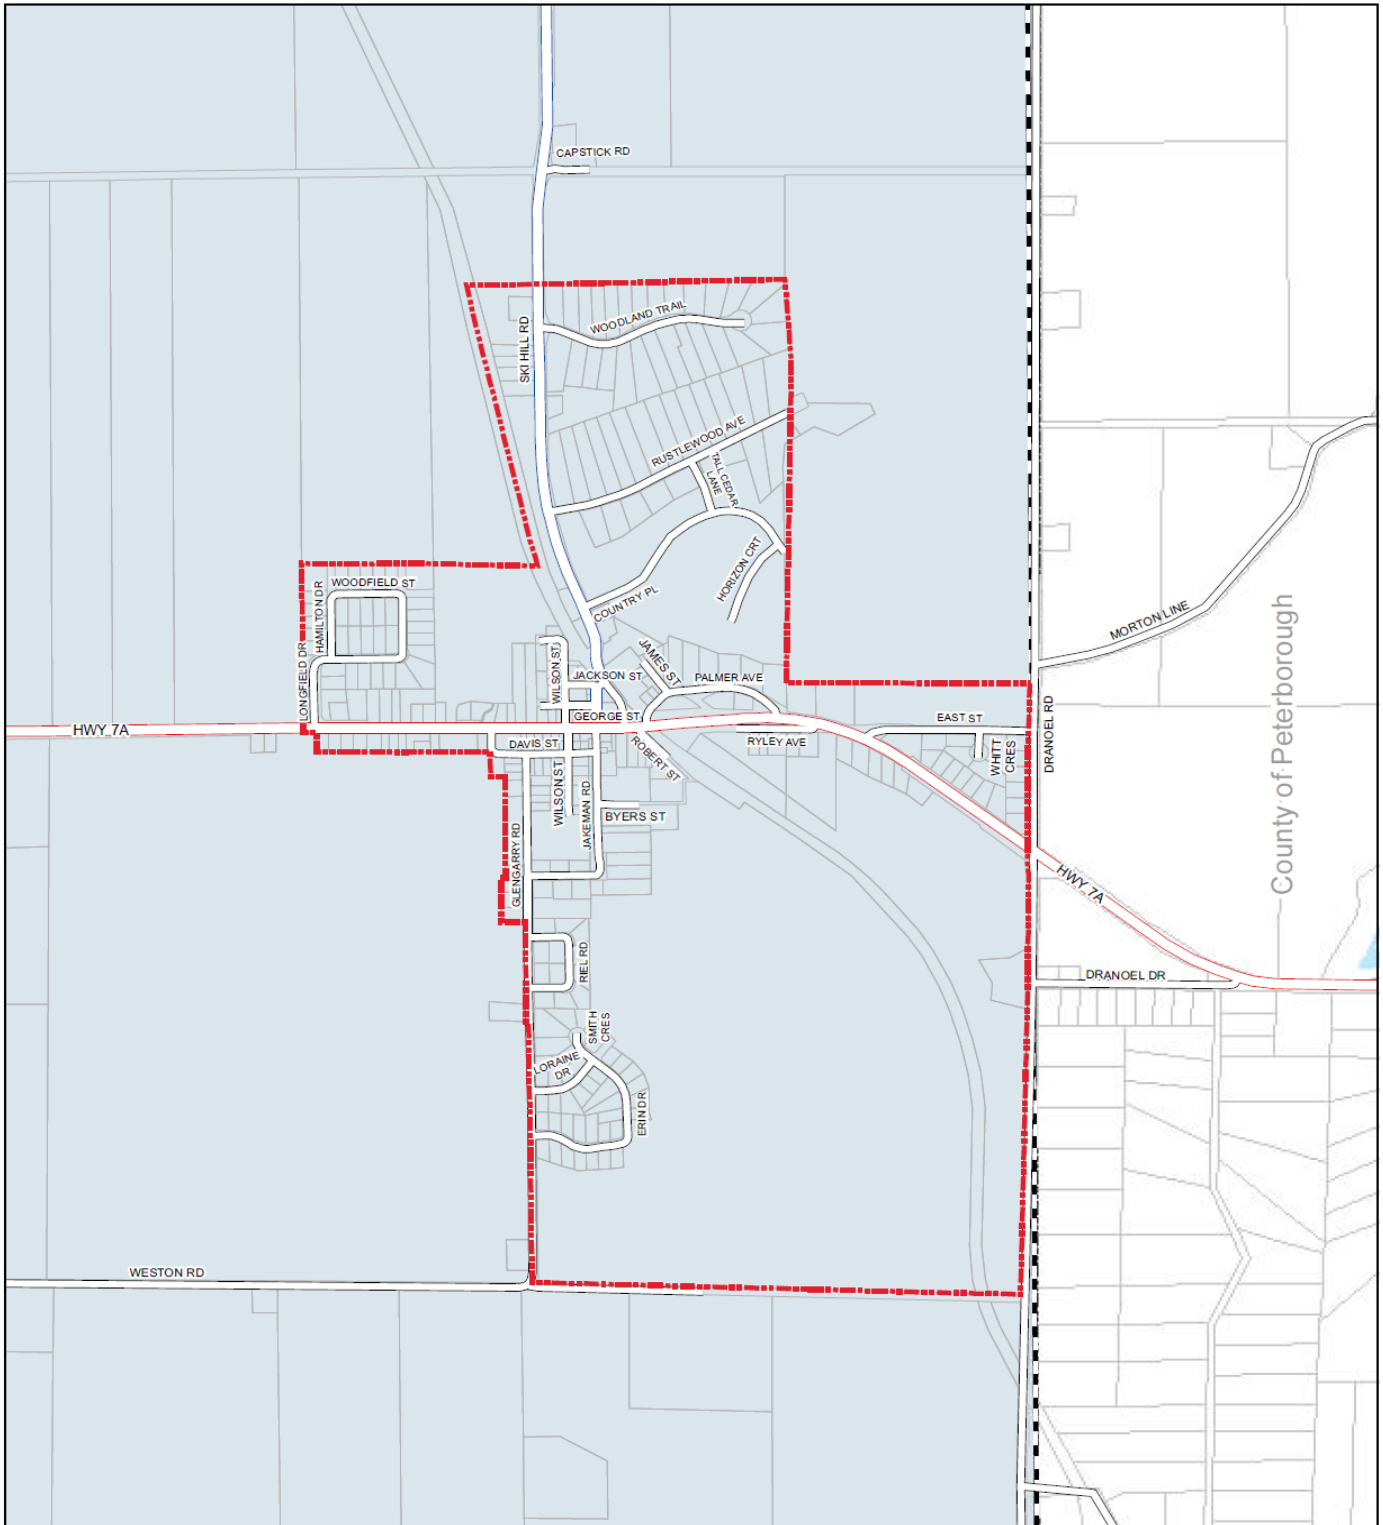 CAPSTICK RD
WOODLAND TRAIL
SKI HILL RD
RUSTLEWOOD AVE
TALL CEDAR
LANE
HORIZON CRT
COUNTRY PL
WOODFIELD ST
HAMILTON DR
LONGFIELD DR
MORTON LINE
County of Peterborough
WILSON ST
JAMES ST
JACKSON ST
PALMER AVE
GEORGE ST
EAST ST
HWY 7A
DAVIS ST
ROBERT ST
RYLEY AVE
WHITT
CRES
DRANOEL RD
WILSON ST
JAKEMAN RD
BYERS ST
GLENGARRY RD
HWY 7A
RIEL RD
DRANOEL DR
SMITH
CRES
LORAINE
DR
ERIN DR
WESTON RD